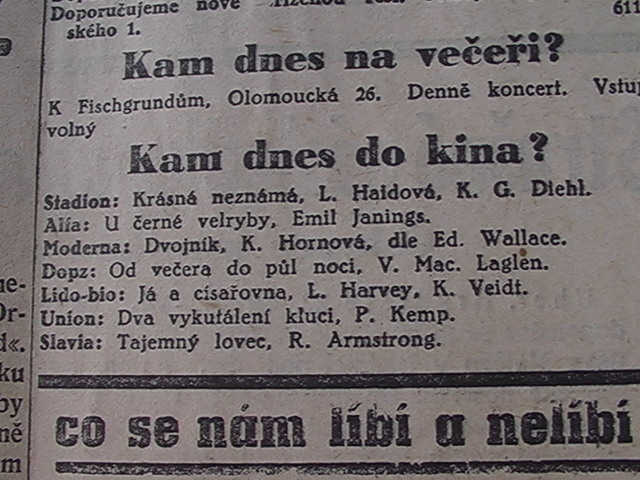 Doporučujeme nové
611
ského 1.
Kam dnes na večeři?
K Fischgrundům, Olomoucká 26. Denně koncert. Vstup
volný
Kam dnes do kina?
Stadion: Krásná neznámá, L. Haidová, K. G. Diehl.
Alfa: U černé velryby, Emil Janings.
Moderna: Dvojník, K. Hornová, dle Ed. Wallace.
Dopz: Od večera do půl noci, V. Mac. Laglén.
Lido-bio: Já a císařovna, L. Harvey, K. Veidt.
Union: Dva vykutálení kluci, P. Kemp.
Slavia: Tajemný lovec, R. Armstrong.
co se nám líbí a nelíbí